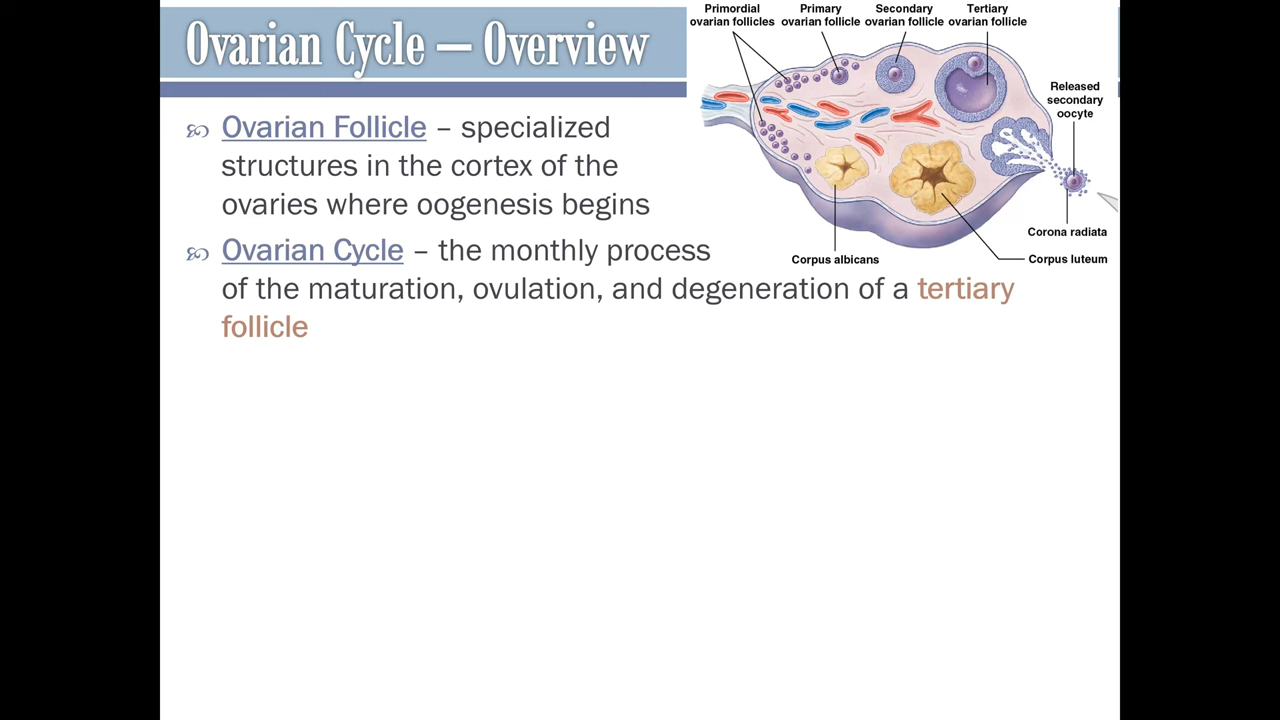 Ovarian Cycle — Overview
Primordial
ovarian follicles
Primary
ovarian follicle
Secondary
ovarian follicle
Tertiary
ovarian follicle
Released
secondary
oocyte
Corona radiata
Corpus albicans
Corpus luteum
Ovarian Follicle – specialized
structures in the cortex of the
ovaries where oogenesis begins
Ovarian Cycle – the monthly process
of the maturation, ovulation, and degeneration of a tertiary
follicle